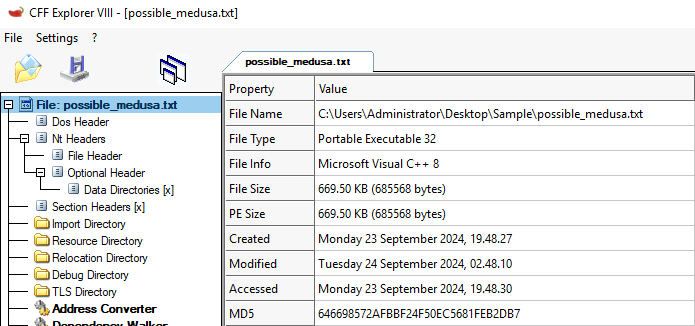 CFF Explorer VIII - [possible_medusa.txt]
File Settings ?
possible_medusa.txt
File: possible_medusa.txt
Dos Header
Nt Headers
File Header
Optional Header
Data Directories [x]
Section Headers [x]
Import Directory
Resource Directory
Relocation Directory
Debug Directory
TLS Directory
Address Converter
Dependency Walker
Property Value
File Name C:\Users\Administrator\Desktop\Sample\possible_medusa.txt
File Type Portable Executable 32
File Info Microsoft Visual C++ 8
File Size 669.50 KB (685568 bytes)
PE Size 669.50 KB (685568 bytes)
Created Monday 23 September 2024, 19.48.27
Modified Tuesday 24 September 2024, 02.48.10
Accessed Monday 23 September 2024, 19.48.30
MD5 646698572AFBBF24F50EC5681FEB2DB7